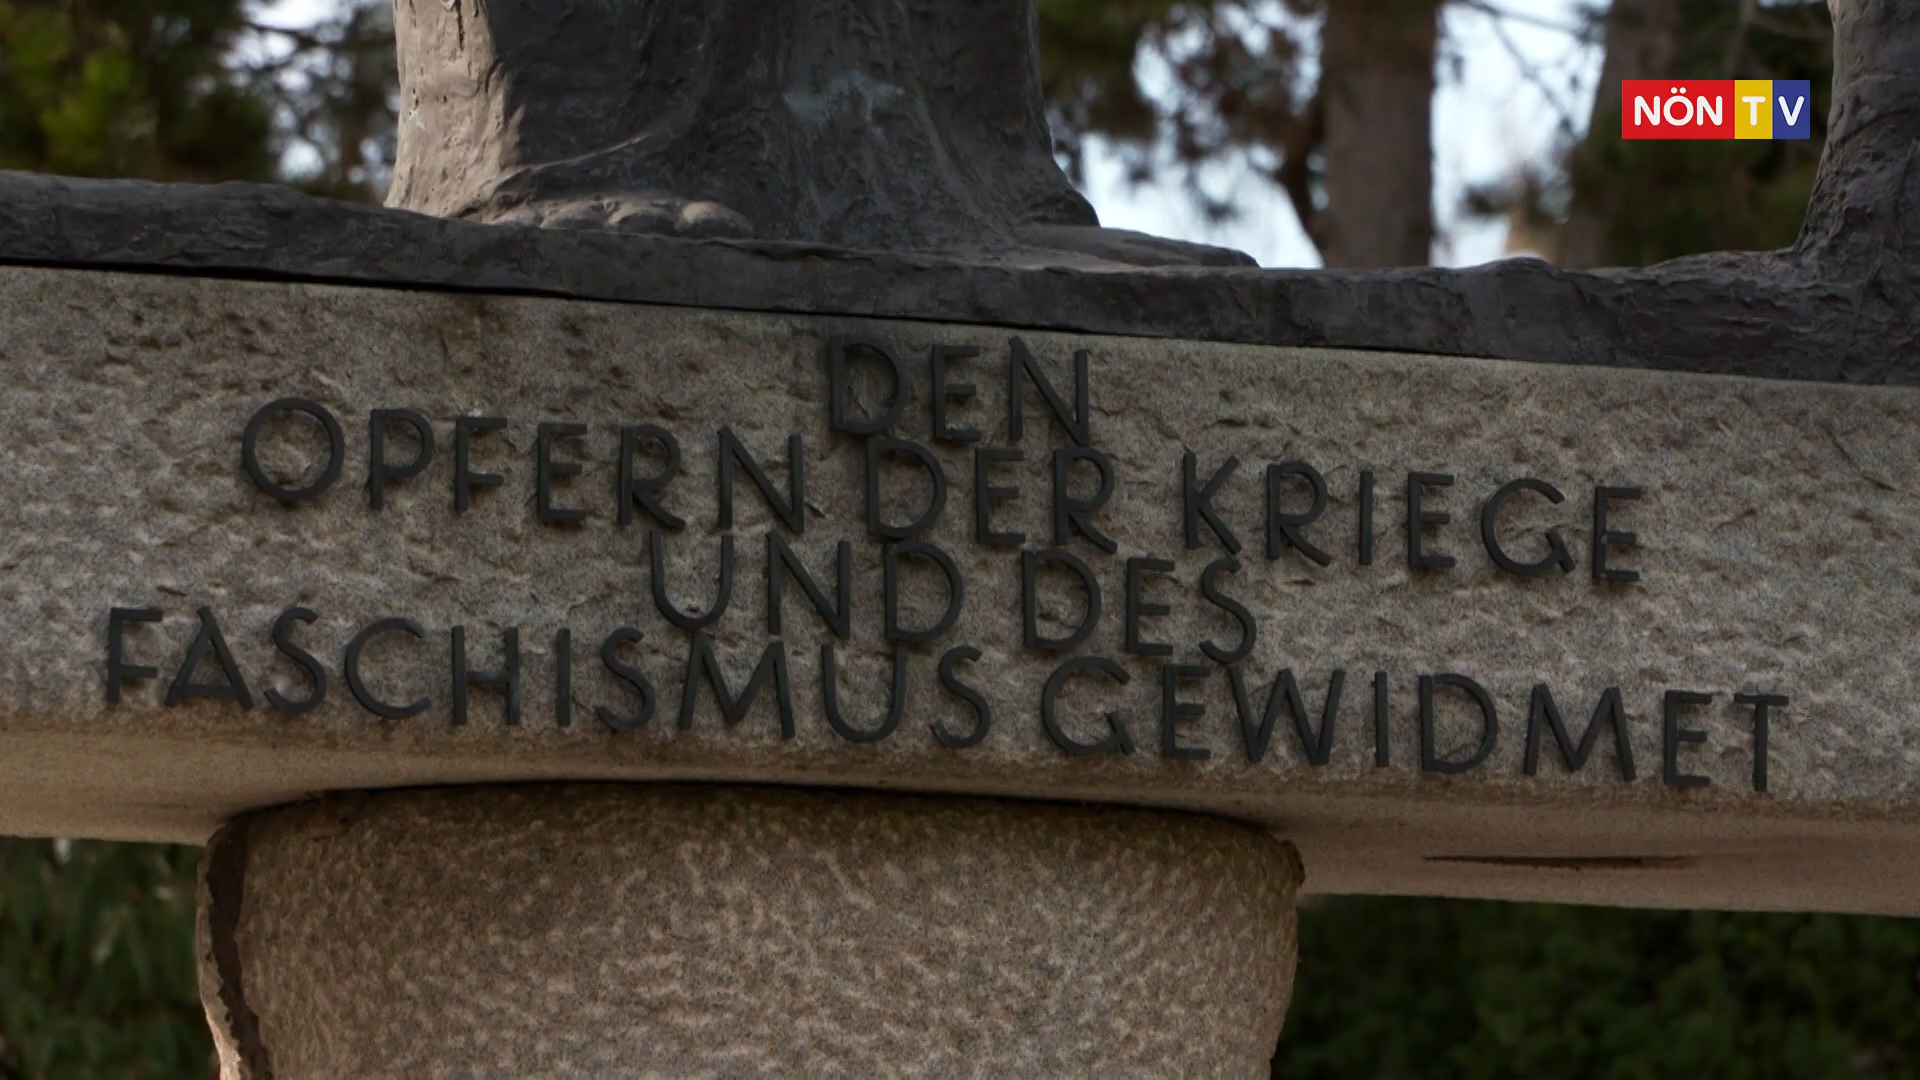 NÖN TV
DEN
OPFERN DER KRIEGE
UND DES
FASCHISMUS GEWIDMET